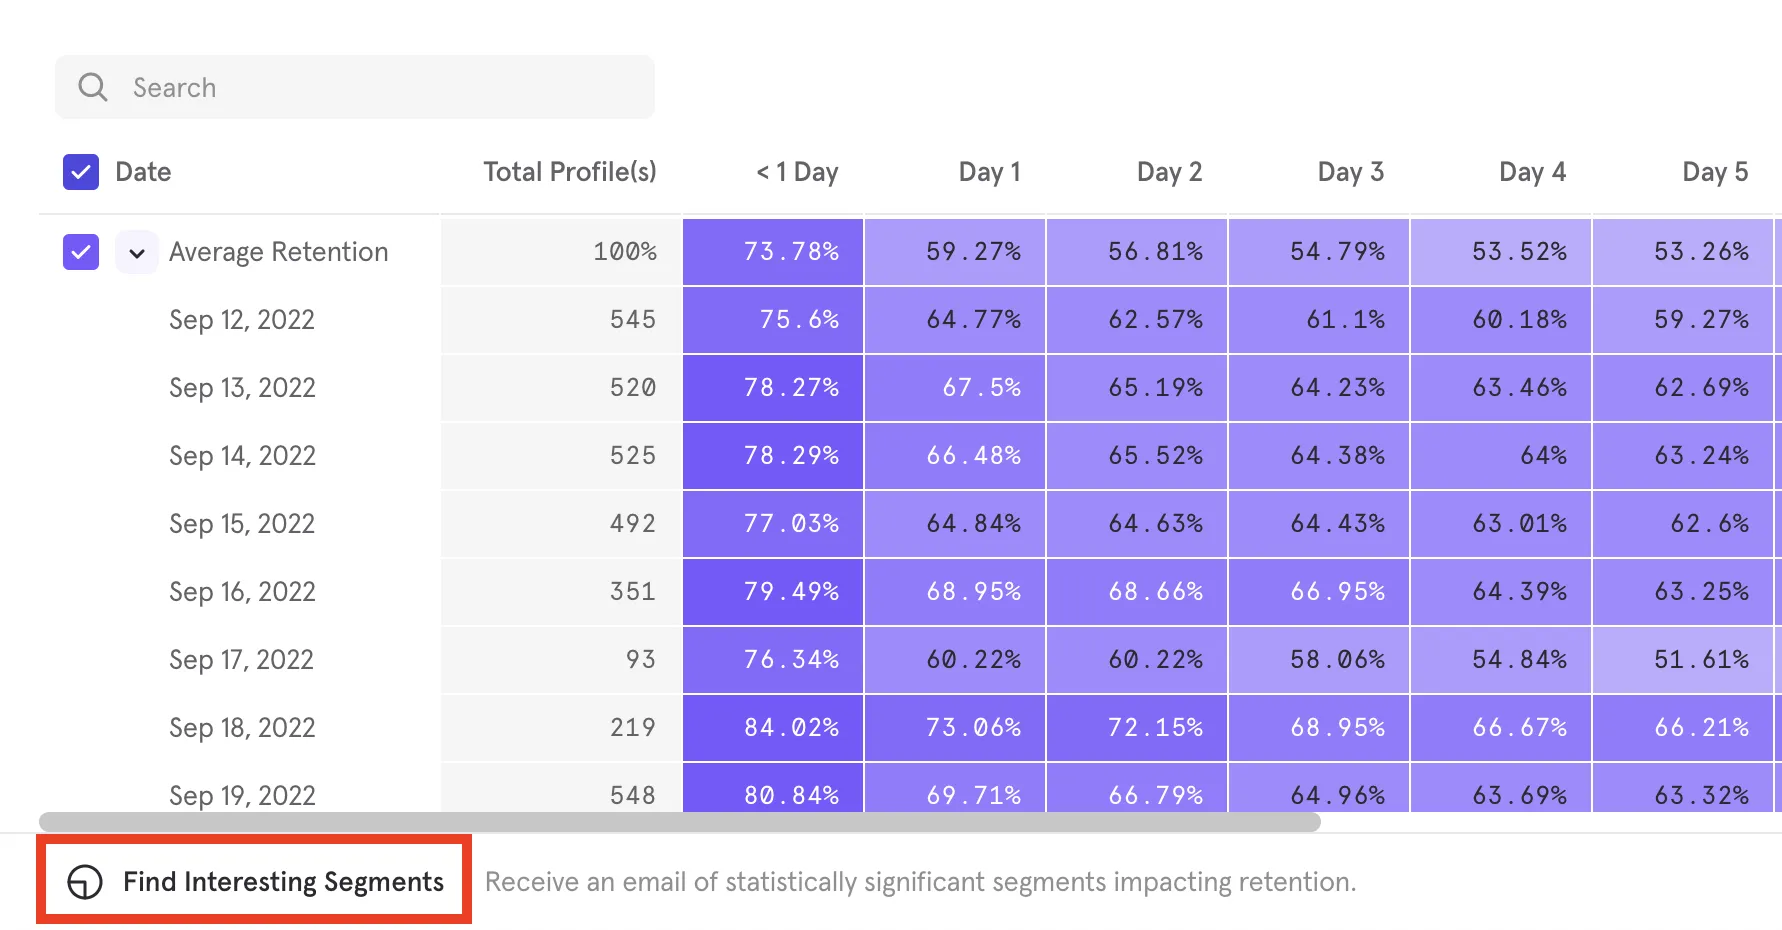 Search
Date Total Profile(s) < 1 Day Day 1 Day 2 Day 3 Day 4 Day 5
Average Retention 100% 73.78% 59.27% 56.81% 54.79% 53.52% 53.26%
Sep 12, 2022 545 75.6% 64.77% 62.57% 61.1% 60.18% 59.27%
Sep 13, 2022 520 78.27% 67.5% 65.19% 64.23% 63.46% 62.69%
Sep 14, 2022 525 78.29% 66.48% 65.52% 64.38% 64% 63.24%
Sep 15, 2022 492 77.03% 64.84% 64.63% 64.43% 63.01% 62.6%
Sep 16, 2022 351 79.49% 68.95% 68.66% 66.95% 64.39% 63.25%
Sep 17, 2022 93 76.34% 60.22% 60.22% 58.06% 54.84% 51.61%
Sep 18, 2022 219 84.02% 73.06% 72.15% 68.95% 66.67% 66.21%
Sep 19, 2022 548 80.84% 69.71% 66.79% 64.96% 63.69% 63.32%
Find Interesting Segments Receive an email of statistically significant segments impacting retention.